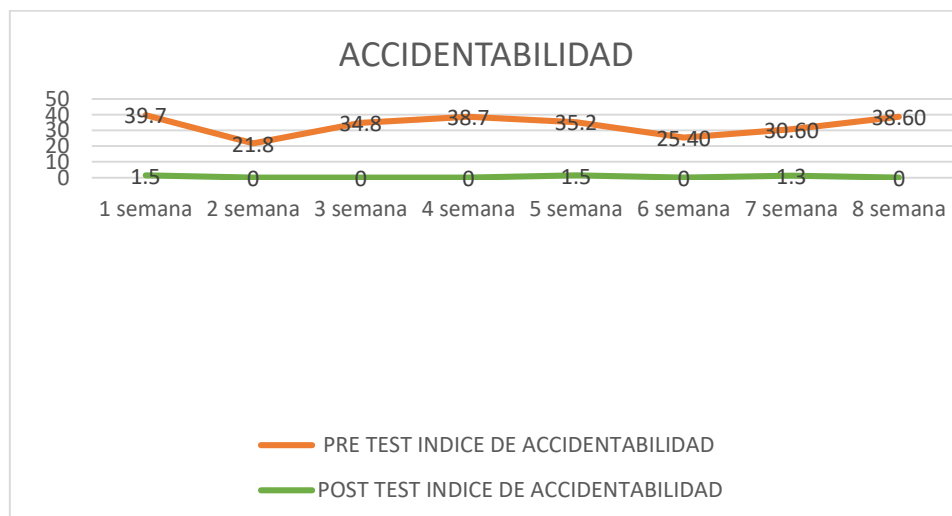 ACCIDENTABILIDAD
50
40
30
20
10
0
39.7 21.8 34.8 38.7 35.2 25.40 30.60 38.60
1.5 0 0 0 1.5 0 1.3 0
1 semana 2 semana 3 semana 4 semana 5 semana 6 semana 7 semana 8 semana
PRE TEST INDICE DE ACCIDENTABILIDAD
POST TEST INDICE DE ACCIDENTABILIDAD